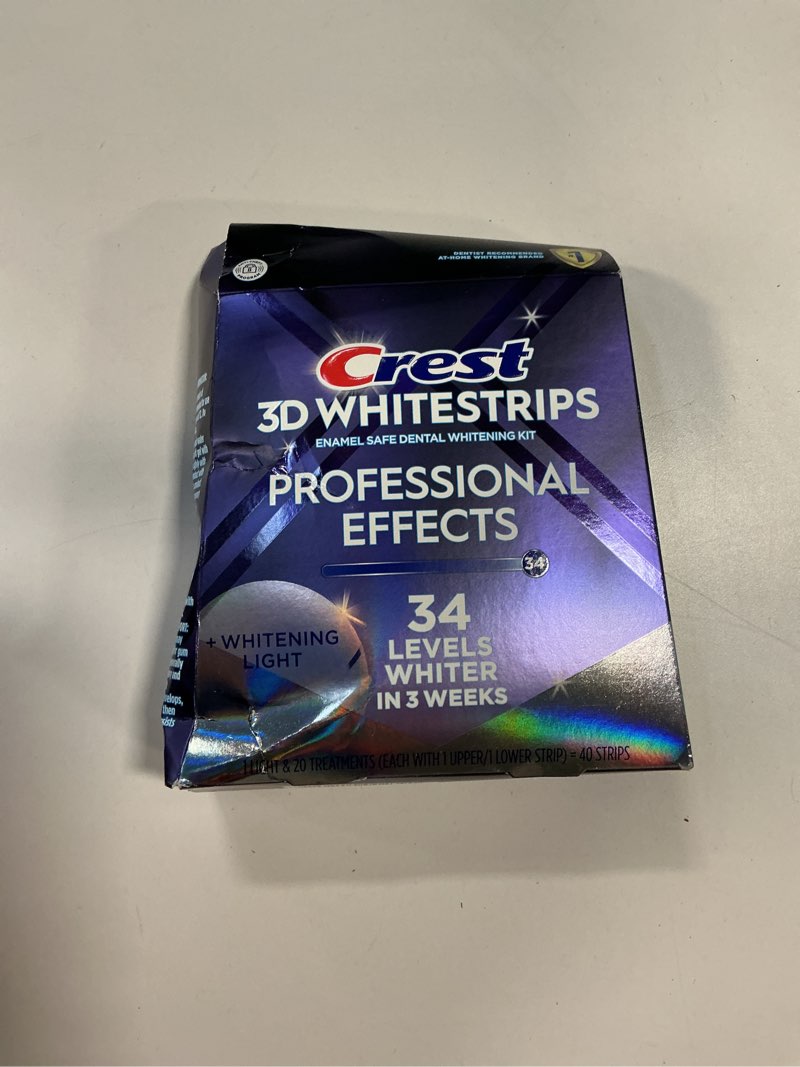 DENTIST RECOMMENDED
AT-HOME WHITENING BRAND
#1
PROGRAM
Crest
3D WHITESTRIPS
ENAMEL SAFE DENTAL WHITENING KIT
PROFESSIONAL
EFFECTS
34
34
LEVELS
WHITER
IN 3 WEEKS
+ WHITENING
LIGHT
1 LIGHT & 20 TREATMENTS (EACH WITH 1 UPPER/1 LOWER STRIP) = 40 STRIPS